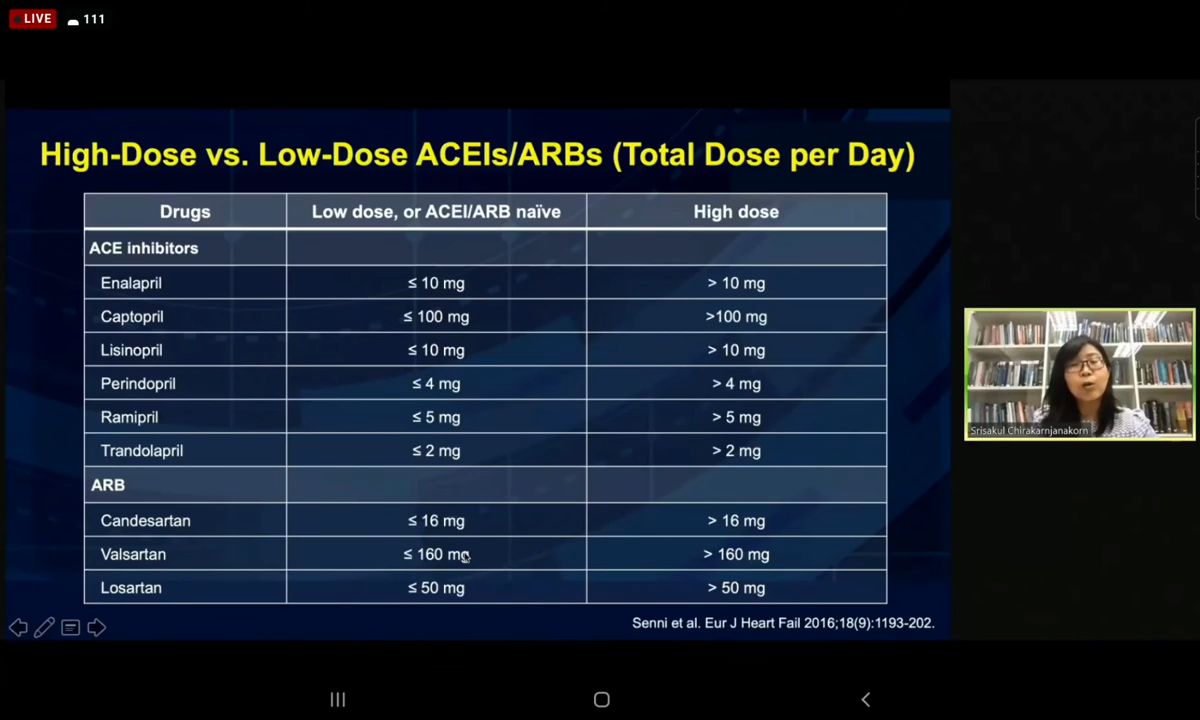 LIVE 111
High-Dose vs. Low-Dose ACEIs/ARBs (Total Dose per Day)
Drugs Low dose, or ACEI/ARB naïve High dose
ACE inhibitors
Enalapril ≤ 10 mg > 10 mg
Captopril ≤ 100 mg >100 mg
Lisinopril ≤ 10 mg > 10 mg
Perindopril ≤ 4 mg > 4 mg
Ramipril ≤ 5 mg > 5 mg
Trandolapril ≤ 2 mg > 2 mg
ARB
Candesartan ≤ 16 mg > 16 mg
Valsartan ≤ 160 mg > 160 mg
Losartan ≤ 50 mg > 50 mg
Senni et al. Eur J Heart Fail 2016;18(9):1193-202.
Srisakul Chirakarnjanakorn